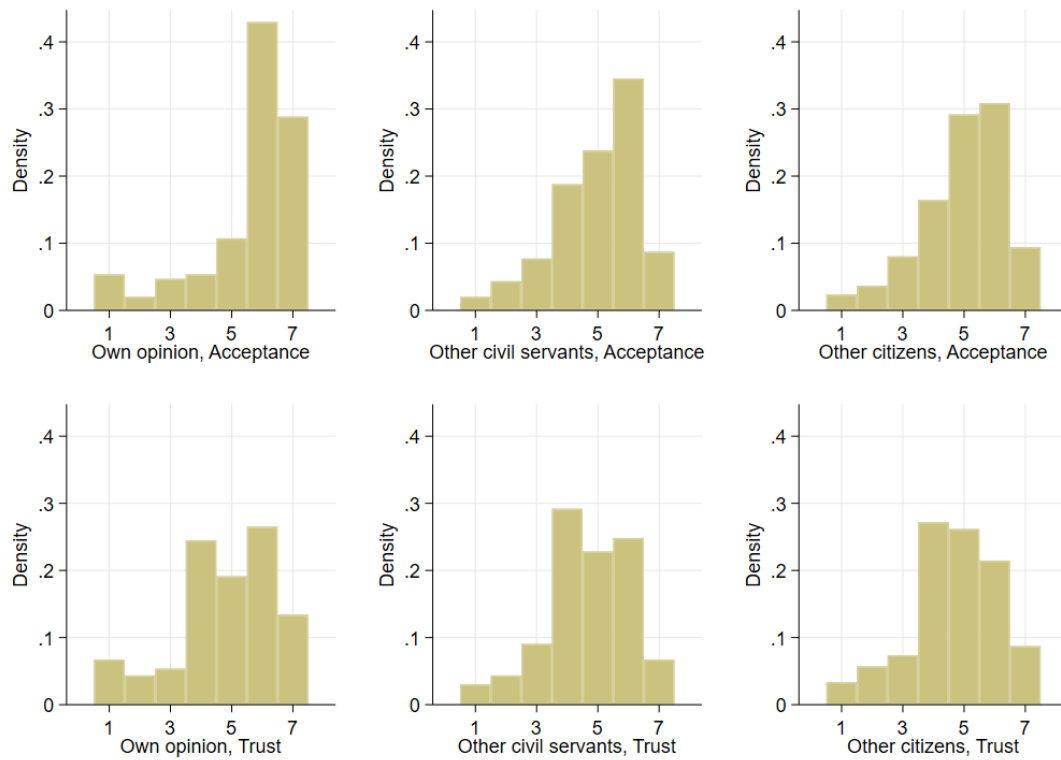 Density
.4
.3
.2
.1
0
1 3 5 7
Own opinion, Acceptance
Density
.4
.3
.2
.1
0
1 3 5 7
Other civil servants, Acceptance
Density
.4
.3
.2
.1
0
1 3 5 7
Other citizens, Acceptance
Density
.4
.3
.2
.1
0
1 3 5 7
Own opinion, Trust
Density
.4
.3
.2
.1
0
1 3 5 7
Other civil servants, Trust
Density
.4
.3
.2
.1
0
1 3 5 7
Other citizens, Trust